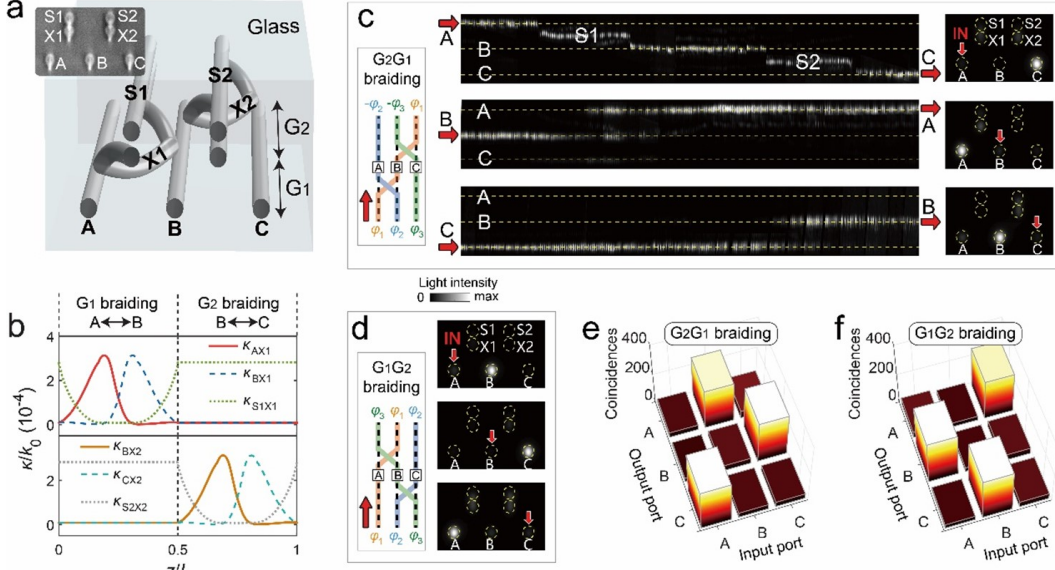 a
S1 S2
X1 X2
A B C
Glass
S2
S1
X2
X1
G2
G1
A B C
c
G₂G₁
braiding
-φ₂ -φ₃ φ₁
A B C
φ₁ φ₂ φ₃
A
S1
B
S2
C
C
IN
S1 S2
X1 X2
A B C
B
A
C
A
A B C
A
B
C
B
A B C
Light intensity
0 max
b
G₁ braiding
A B
G₂ braiding
B C
κ/k₀ (10⁻⁴)
4
2
0
κAX1
κBX1
κS1X1
2
0
κBX2
κCX2
κS2X2
0 0.5 1
d
G₁G₂
braiding
φ₃ φ₁ φ₂
A B C
φ₁ φ₂ φ₃
IN
S1 S2
X1 X2
A B C
A B C
A B C
e
G₂G₁ braiding
Coincidences
400
200
0
A
B
C
Output port
A
B
C
Input port
f
G₁G₂ braiding
Coincidences
400
200
0
A
B
C
Output port
A
B
C
Input port